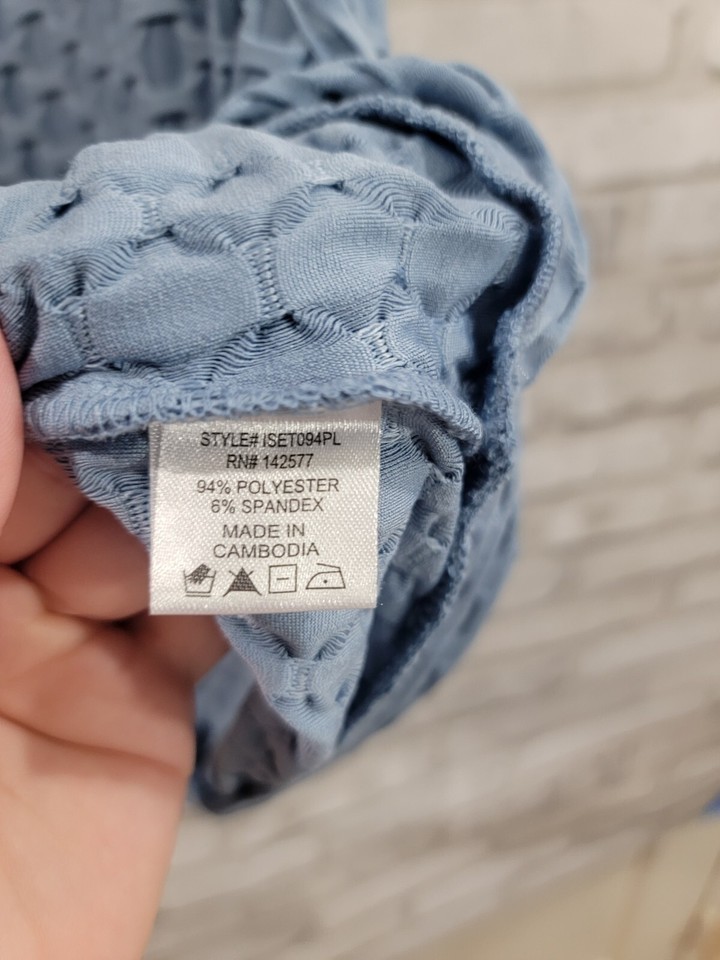 STYLE# ISET094PL
RN# 142577
94% POLYESTER
6% SPANDEX
MADE IN
CAMBODIA